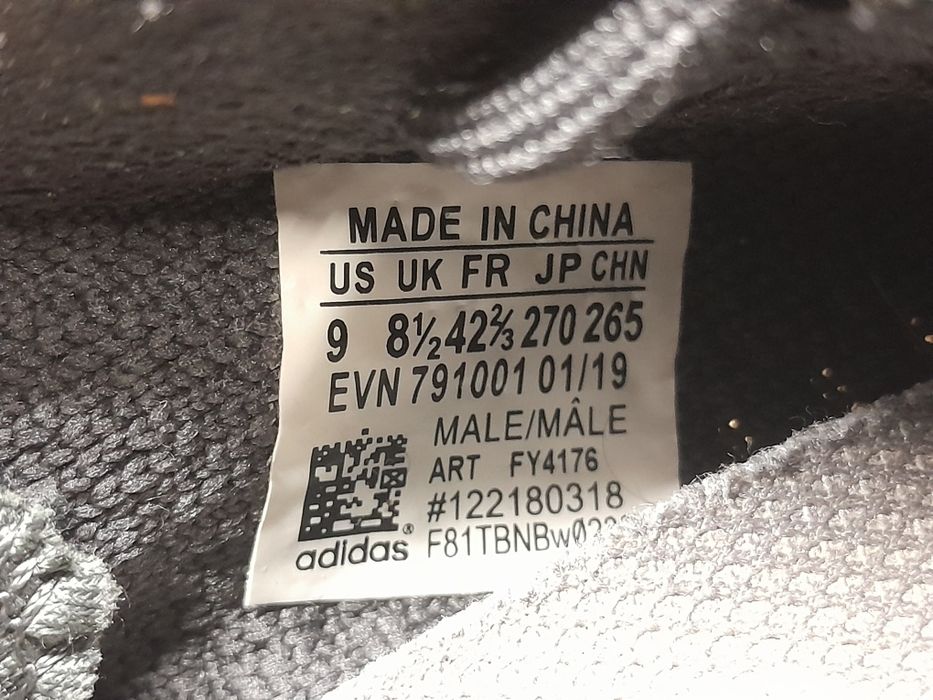 MADE IN CHINA
US UK FR JP CHN
9 8½ 42⅔ 270 265
EVN 791001 01/19
MALE/MÂLE
ART FY4176
#122180318
adidas®